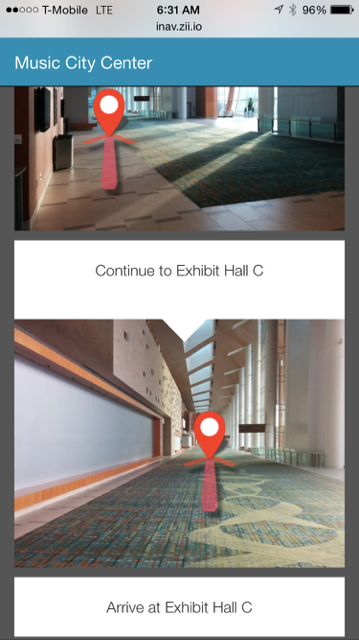 T-Mobile LTE 6:31 AM 96%
inav.zii.io
Music City Center
Continue to Exhibit Hall C
Arrive at Exhibit Hall C